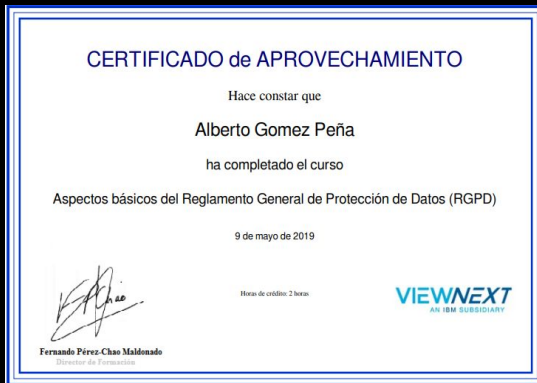 CERTIFICADO de APROVECHAMIENTO
Hace constar que
Alberto Gomez Peña
ha completado el curso
Aspectos básicos del Reglamento General de Protección de Datos (RGPD)
9 de mayo de 2019
Horas de crédito: 2 horas
VIEWNEXT
AN IBM SUBSIDIARY
Fernando Pérez-Chao Maldonado
Director de Formación